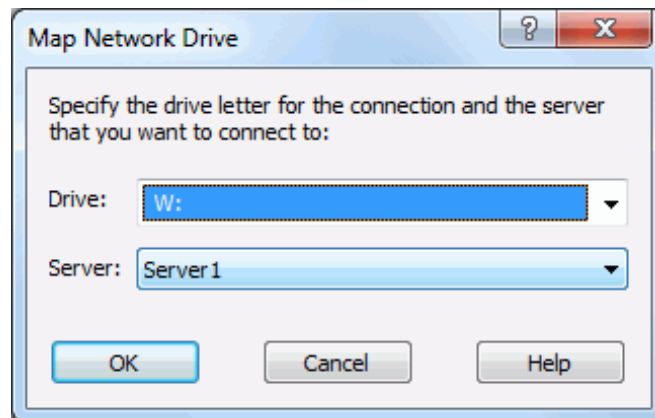 Map Network Drive
?
X
Specify the drive letter for the connection and the server
that you want to connect to:
Drive: W:
Server: Server1
OK Cancel Help